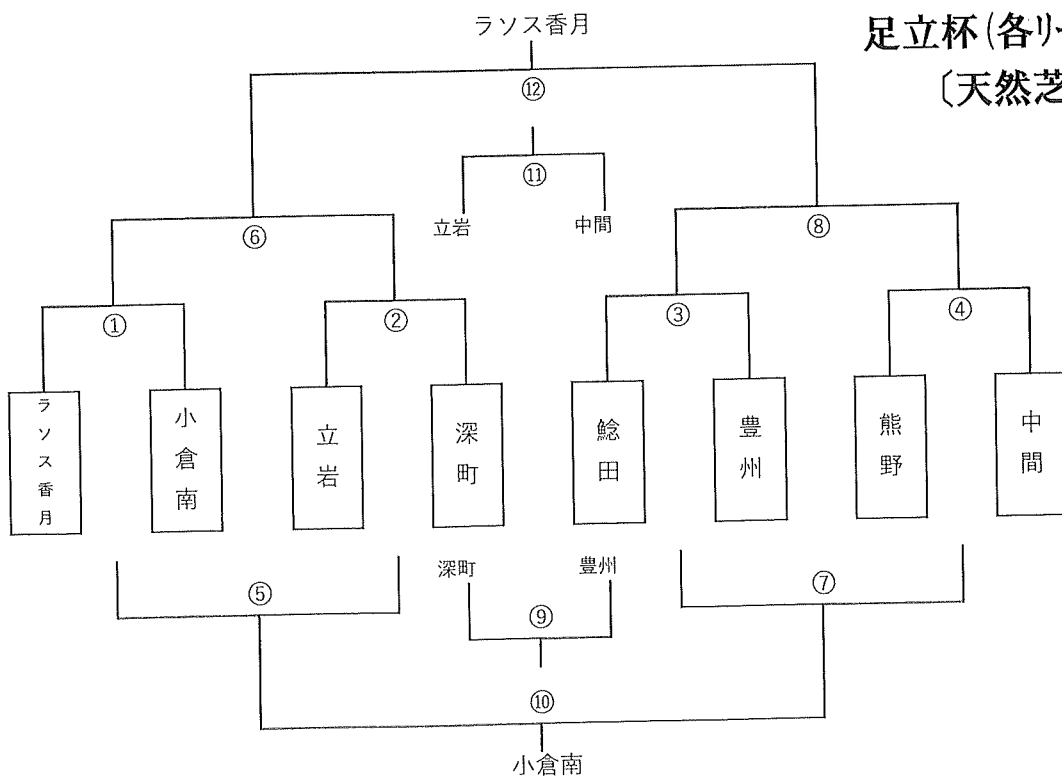 ラソス香月
足立杯(各リー
〔天然芝
⑫
⑪
立岩
中間
⑥
⑧
①
②
③
④
ラソス香月
小倉南
立岩
深町
鯰田
豊州
熊野
中間
深町
豊州
⑤
⑨
⑦
⑩
小倉南